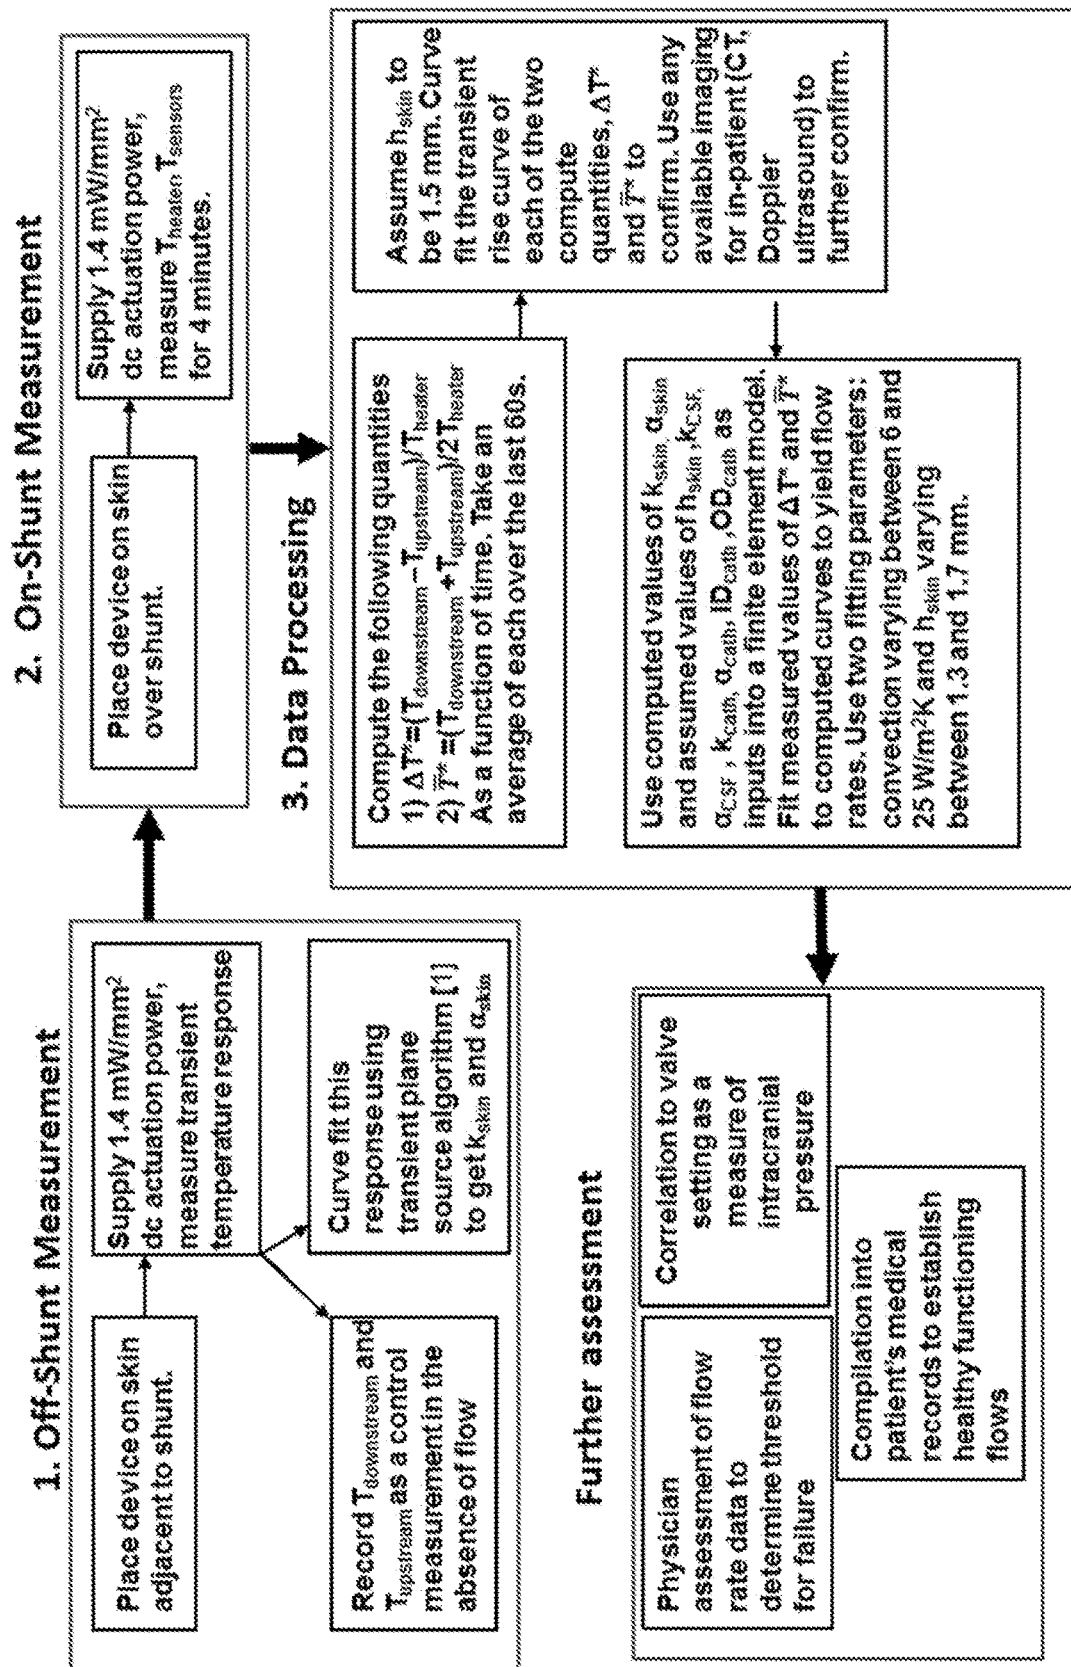 1. Off-Shunt Measurement
Place device on skin
adjacent to shunt.
Supply 1.4 mW/mm²
dc actuation power,
measure transient
temperature response
Record T_downstream and
T_upstream as a control
measurement in the
absence of flow
Curve fit this
response using
transient plane
source algorithm [1]
to get k_skin and α_skin
2. On-Shunt Measurement
Place device on skin
over shunt.
Supply 1.4 mW/mm²
dc actuation power,
measure T_heater, T_sensors
for 4 minutes.
3. Data Processing
Compute the following quantities
1) ΔT*=(T_downstream−T_upstream)/T_heater
2) T̅*=(T_downstream+T_upstream)/2T_heater
As a function of time. Take an
average of each over the last 60s.
Assume h_skin to
be 1.5 mm. Curve
fit the transient
rise curve of
each of the two
compute
quantities, ΔT*
and T̅* to
confirm. Use any
available imaging
for in-patient (CT,
Doppler
ultrasound) to
further confirm.
Use computed values of k_skin, α_skin
and assumed values of h_skin, k_CSF,
α_CSF, k_cath, α_cath, ID_cath, OD_cath as
inputs into a finite element model.
Fit measured values of ΔT* and T̅*
to computed curves to yield flow
rates. Use two fitting parameters:
convection varying between 6 and
25 W/m²K and h_skin varying
between 1.3 and 1.7 mm.
Further assessment
Physician
assessment of flow
rate data to
determine threshold
for failure
Correlation to valve
setting as a
measure of
intracranial
pressure
Compilation into
patient's medical
records to establish
healthy functioning
flows